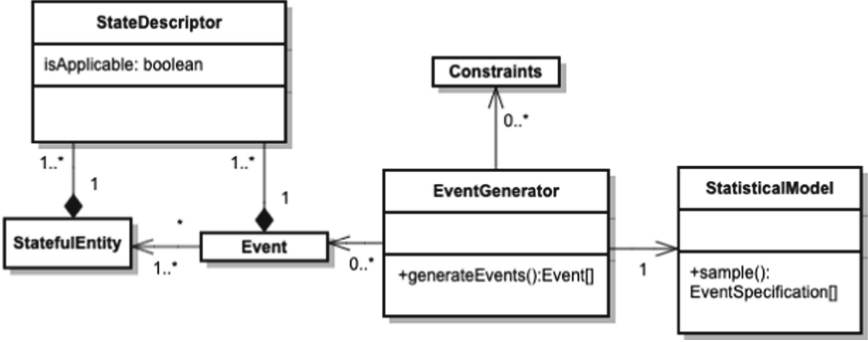 StateDescriptor
isApplicable: boolean
1..*
1..*
1
1
StatefulEntity
*
1..*
Event
0..*
Constraints
0..*
EventGenerator
+generateEvents():Event[]
1
StatisticalModel
+sample():
EventSpecification[]